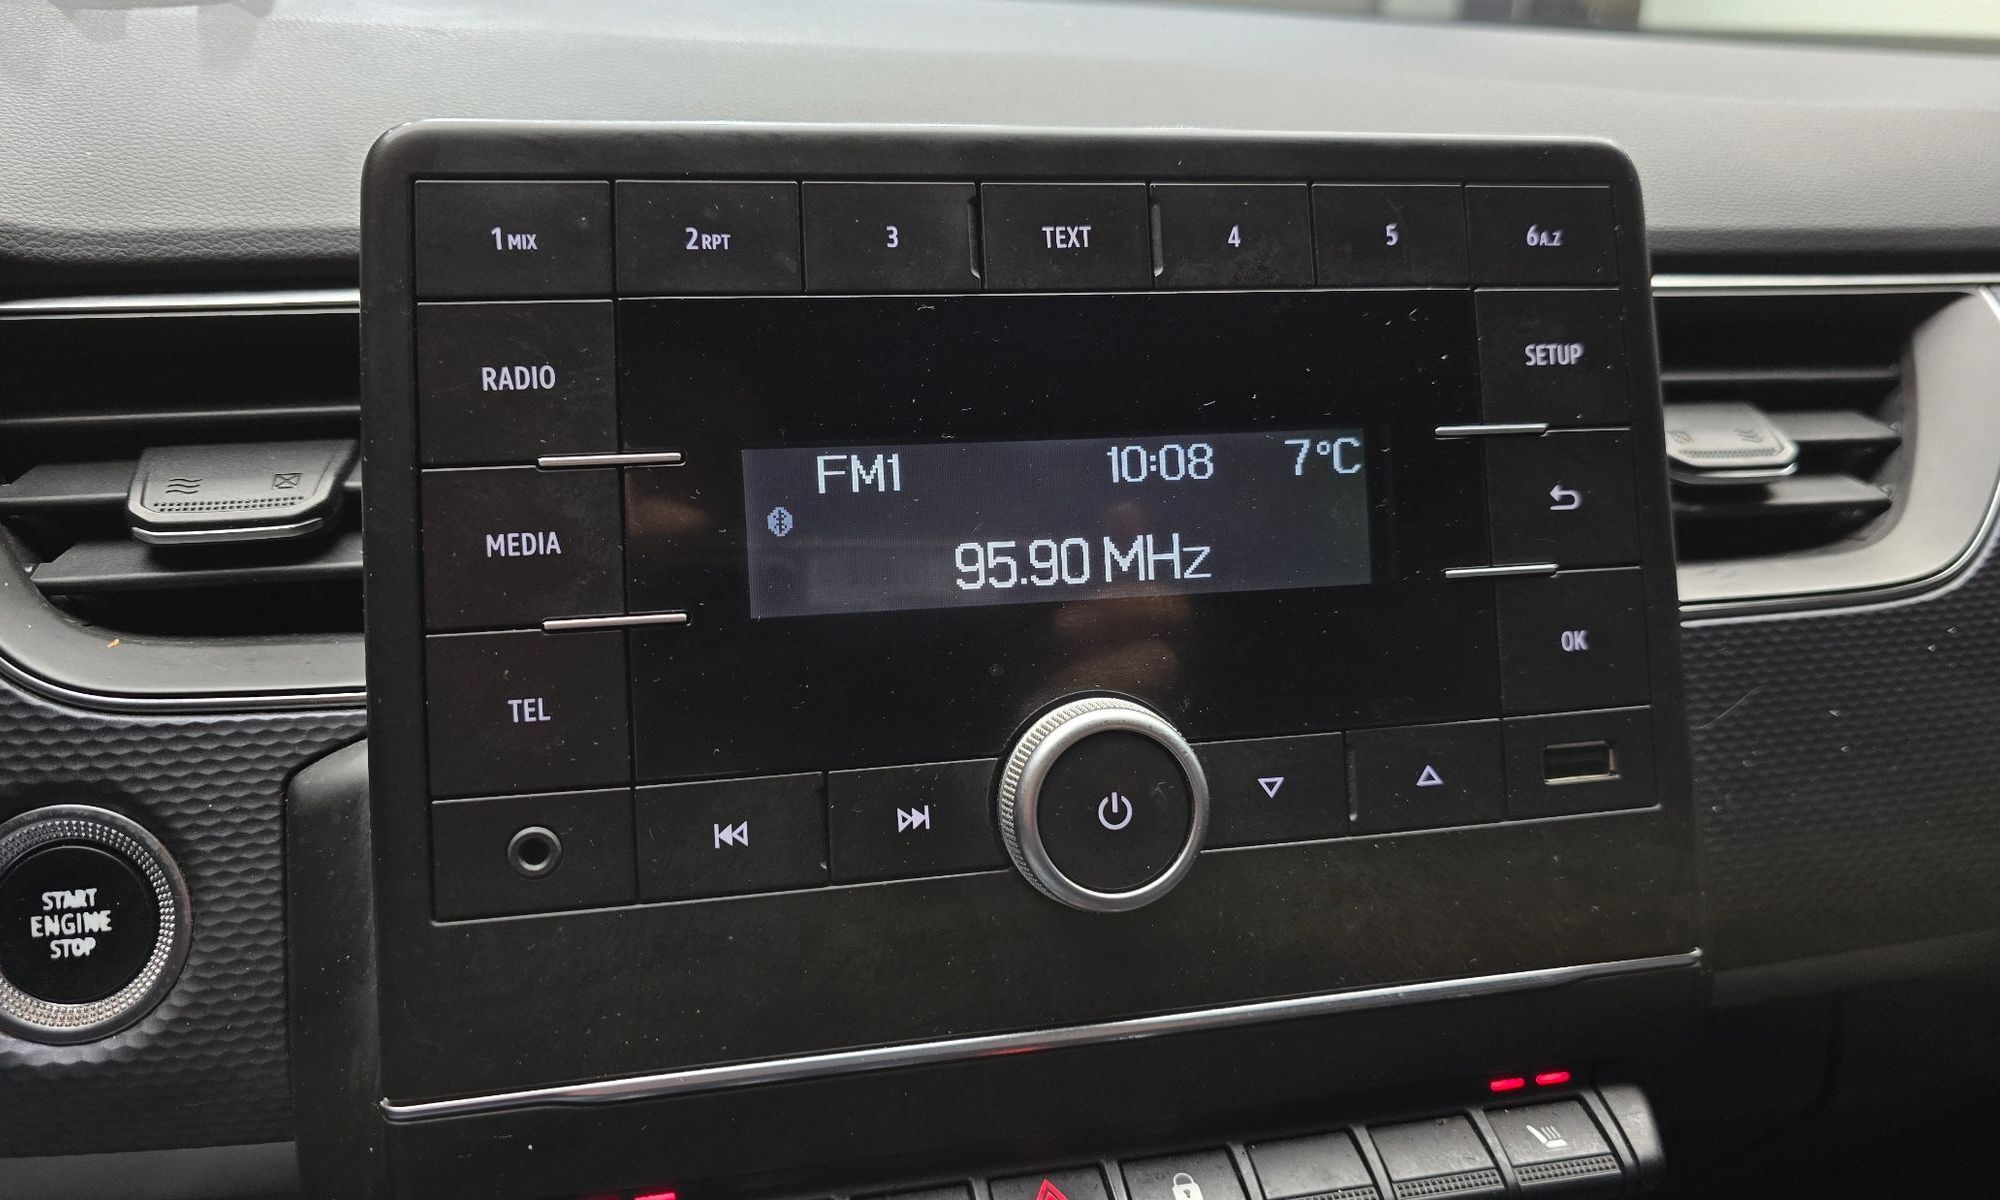 1 MIX
2 RPT
3
TEXT
4
5
6 A.Z
RADIO
SETUP
FM1 10:08 7°C
MEDIA
95.90 MHz
OK
TEL
START
ENGINE
STOP